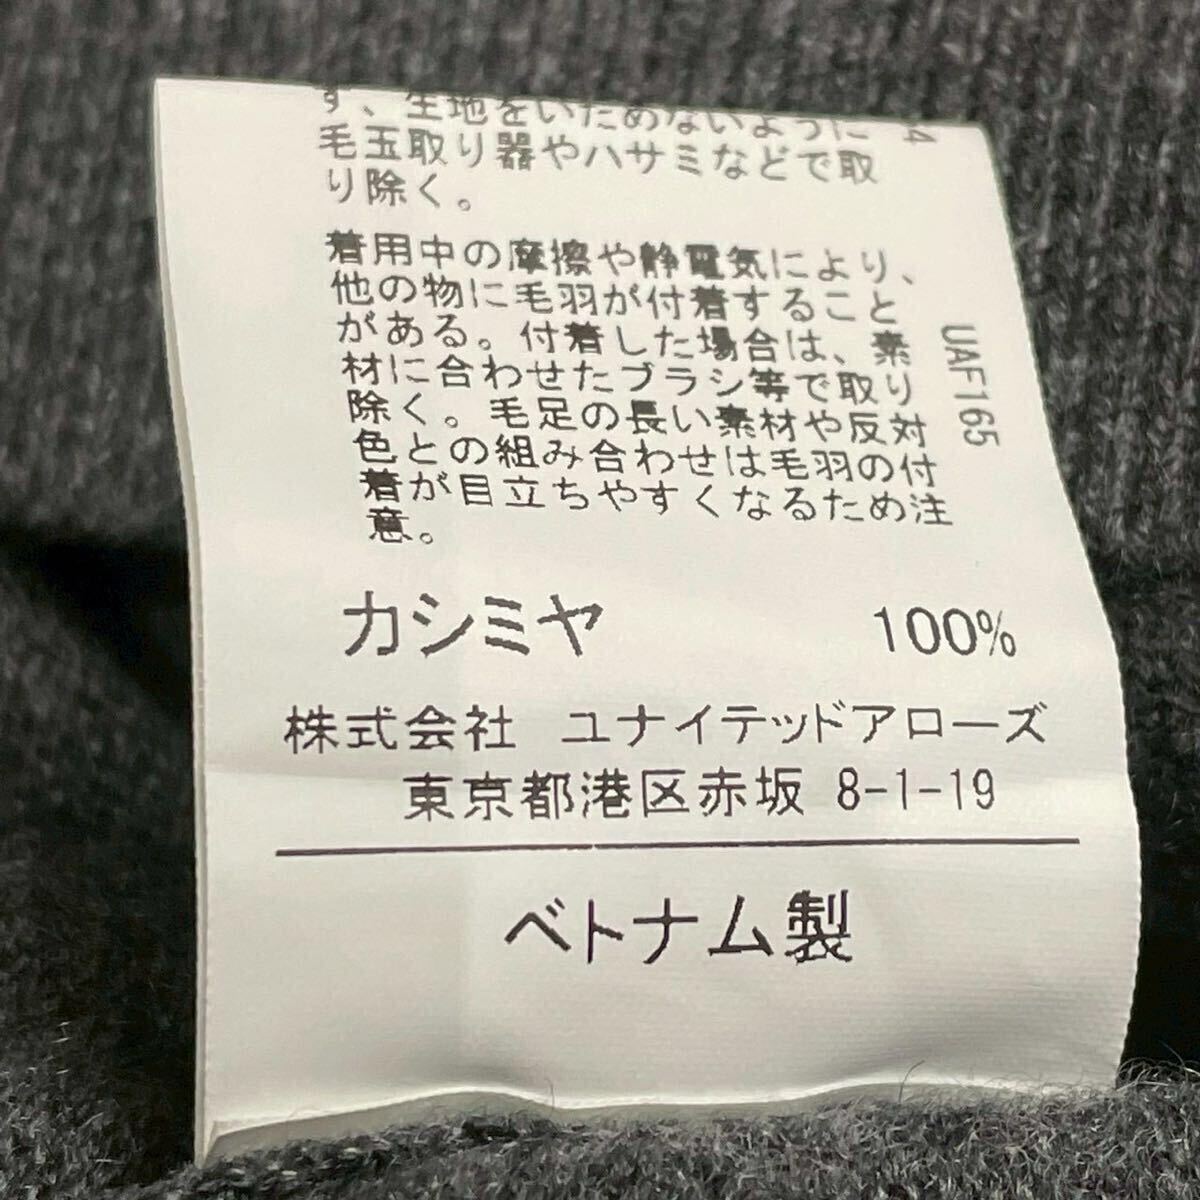 ず、生地をいためないように
毛玉取り器やハサミなどで取
り除く。
着用中の摩擦や静電気により、
他の物に毛羽が付着すること
がある。付着した場合は、素
材に合わせたブラシ等で取り
除く。毛足の長い素材や反対
色との組み合わせは毛羽の付
着が目立ちやすくなるため注
意。
カシミヤ 100%
株式会社 ユナイテッドアローズ
東京都港区赤坂 8-1-19
ベトナム製
4
UAF165